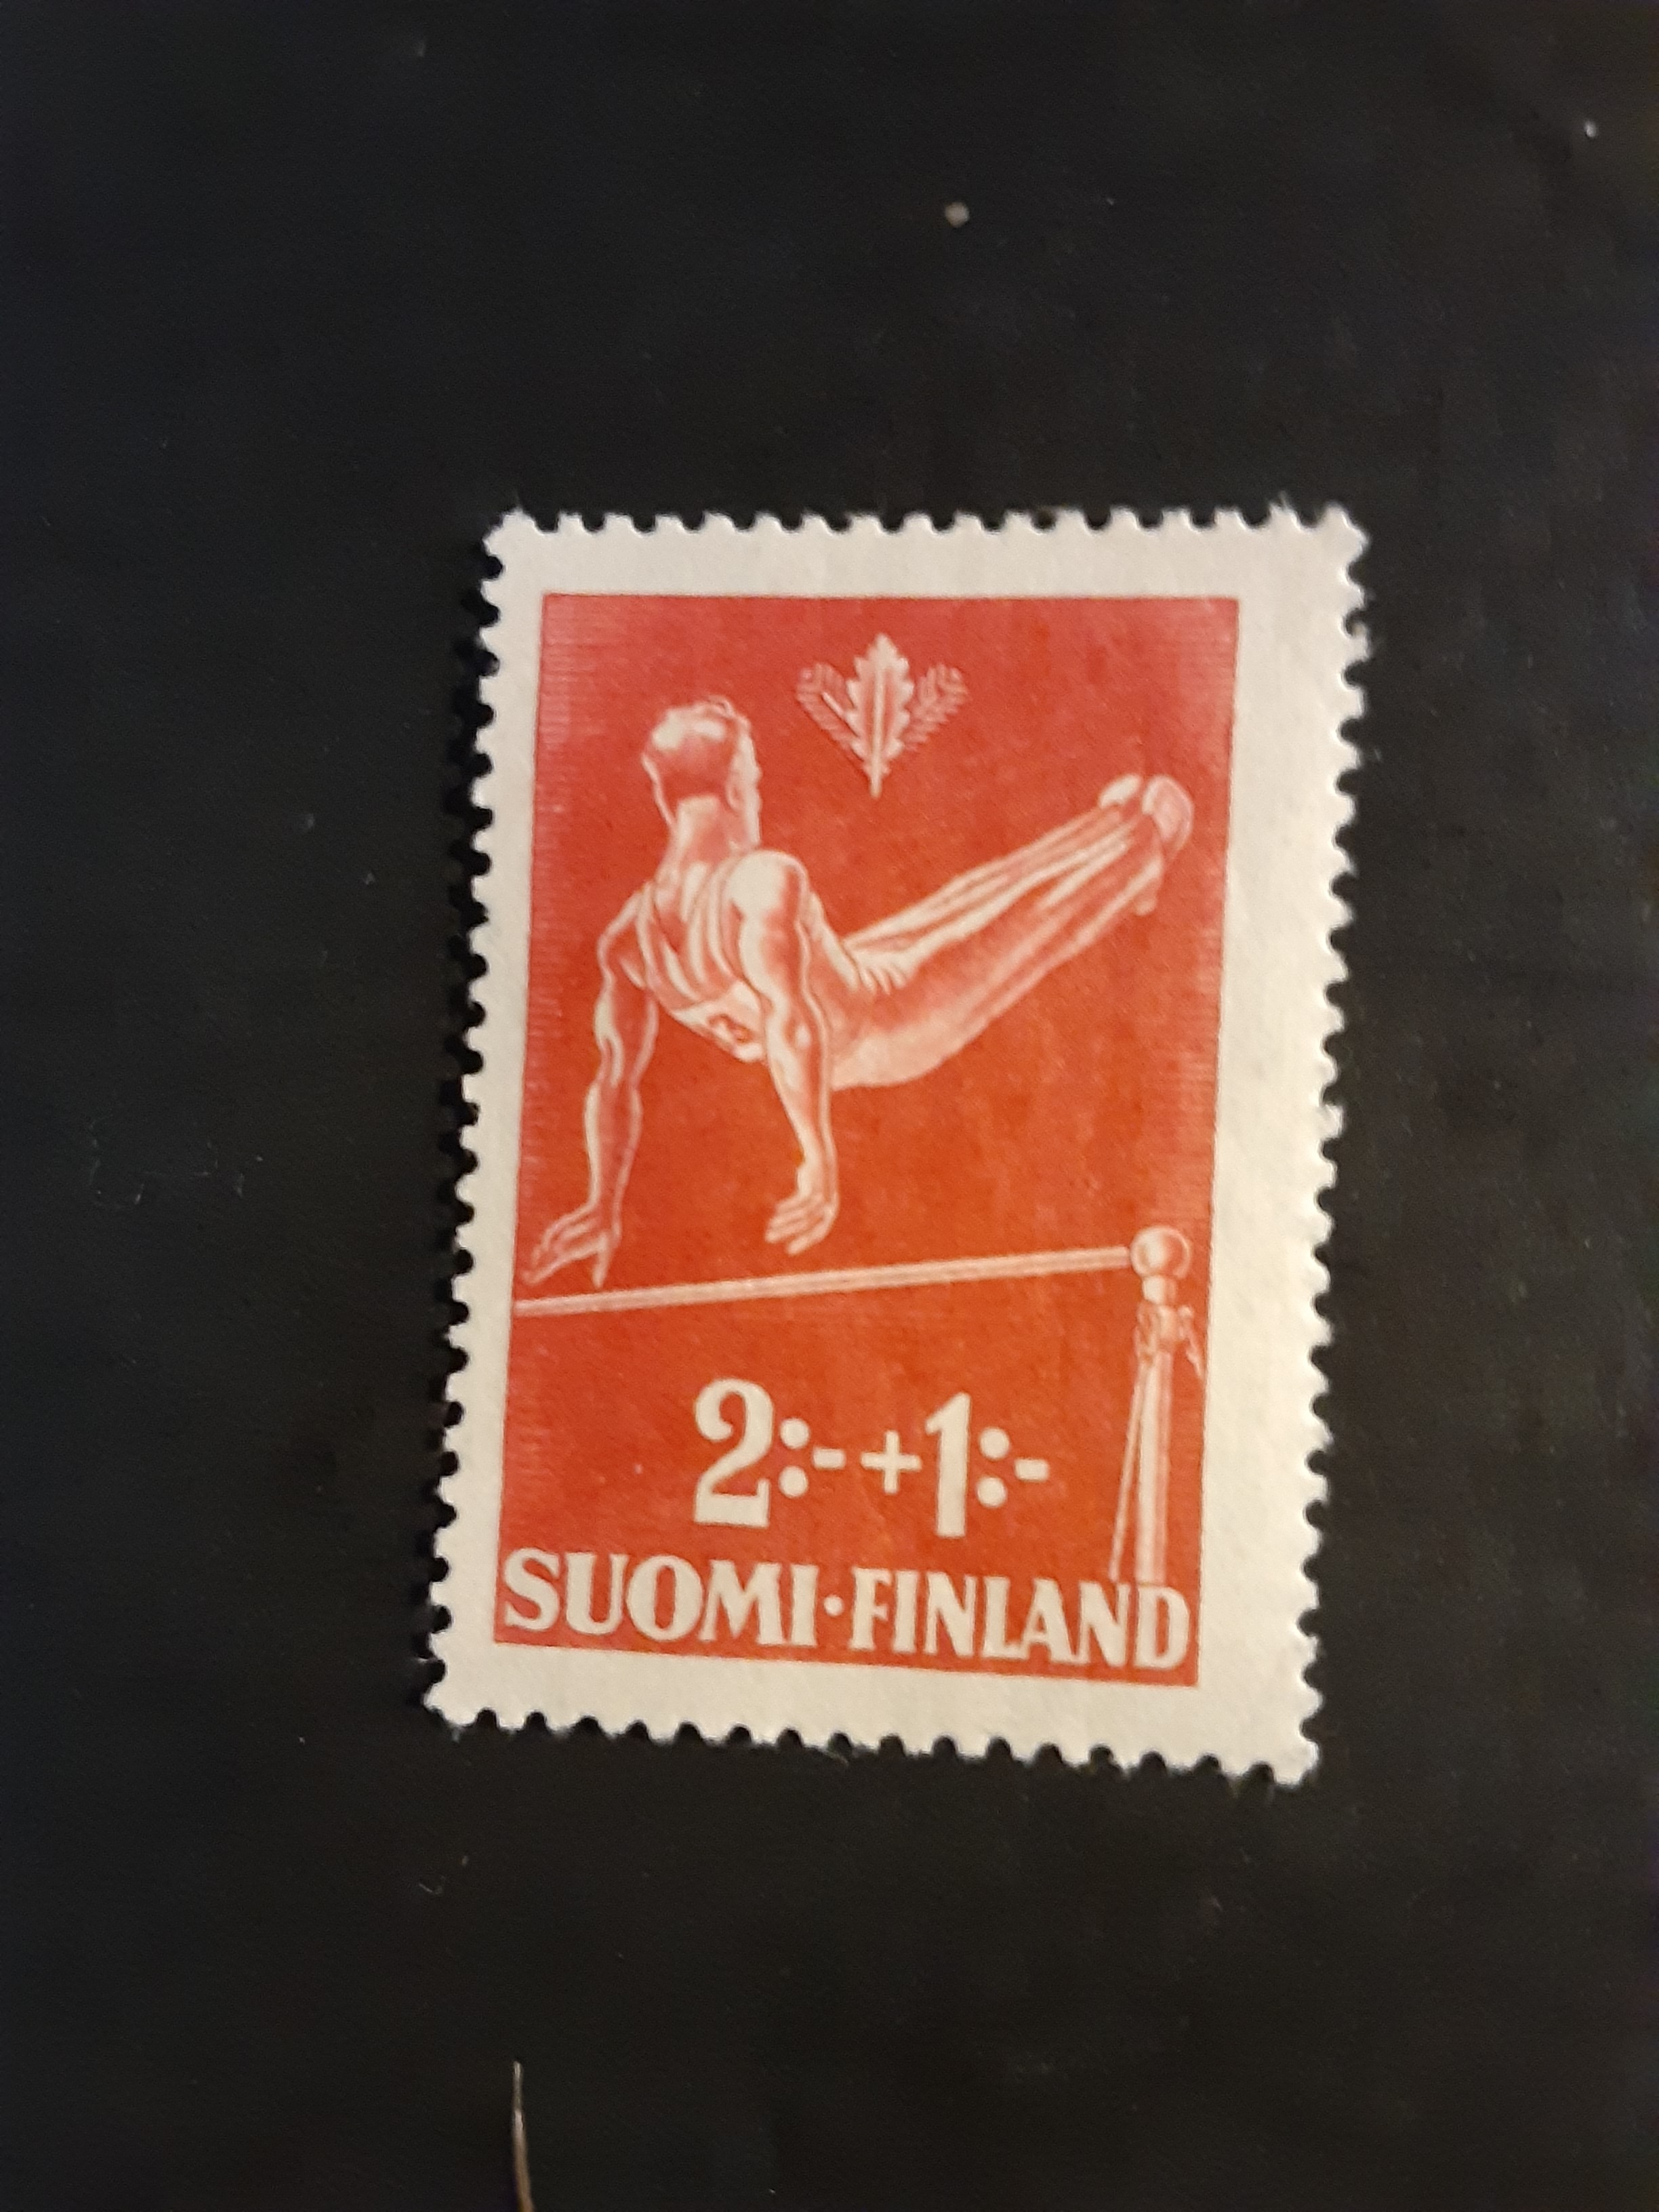 2:- +1:-
SUOMI·FINLAND